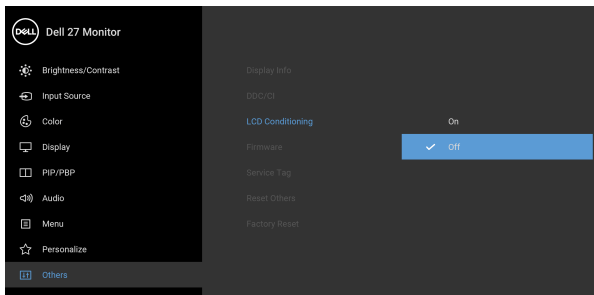 DELL Dell 27 Monitor
Brightness/Contrast
Input Source
Color
Display
PIP/PBP
Audio
Menu
Personalize
Others
Display Info
DDC/CI
LCD Conditioning
Firmware
Service Tag
Reset Others
Factory Reset
On
Off